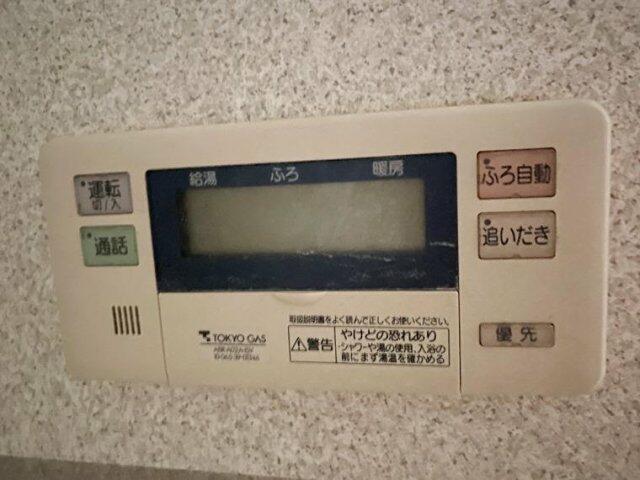 給湯 ふろ 暖房
運転
切/入
通話
ふろ自動
追いだき
優先
TOKYO GAS
取扱説明書をよく読んで正しくお使いください。
警告
やけどの恐れあり
・シャワーや湯の使用、入浴の
前にまず湯温を確かめる